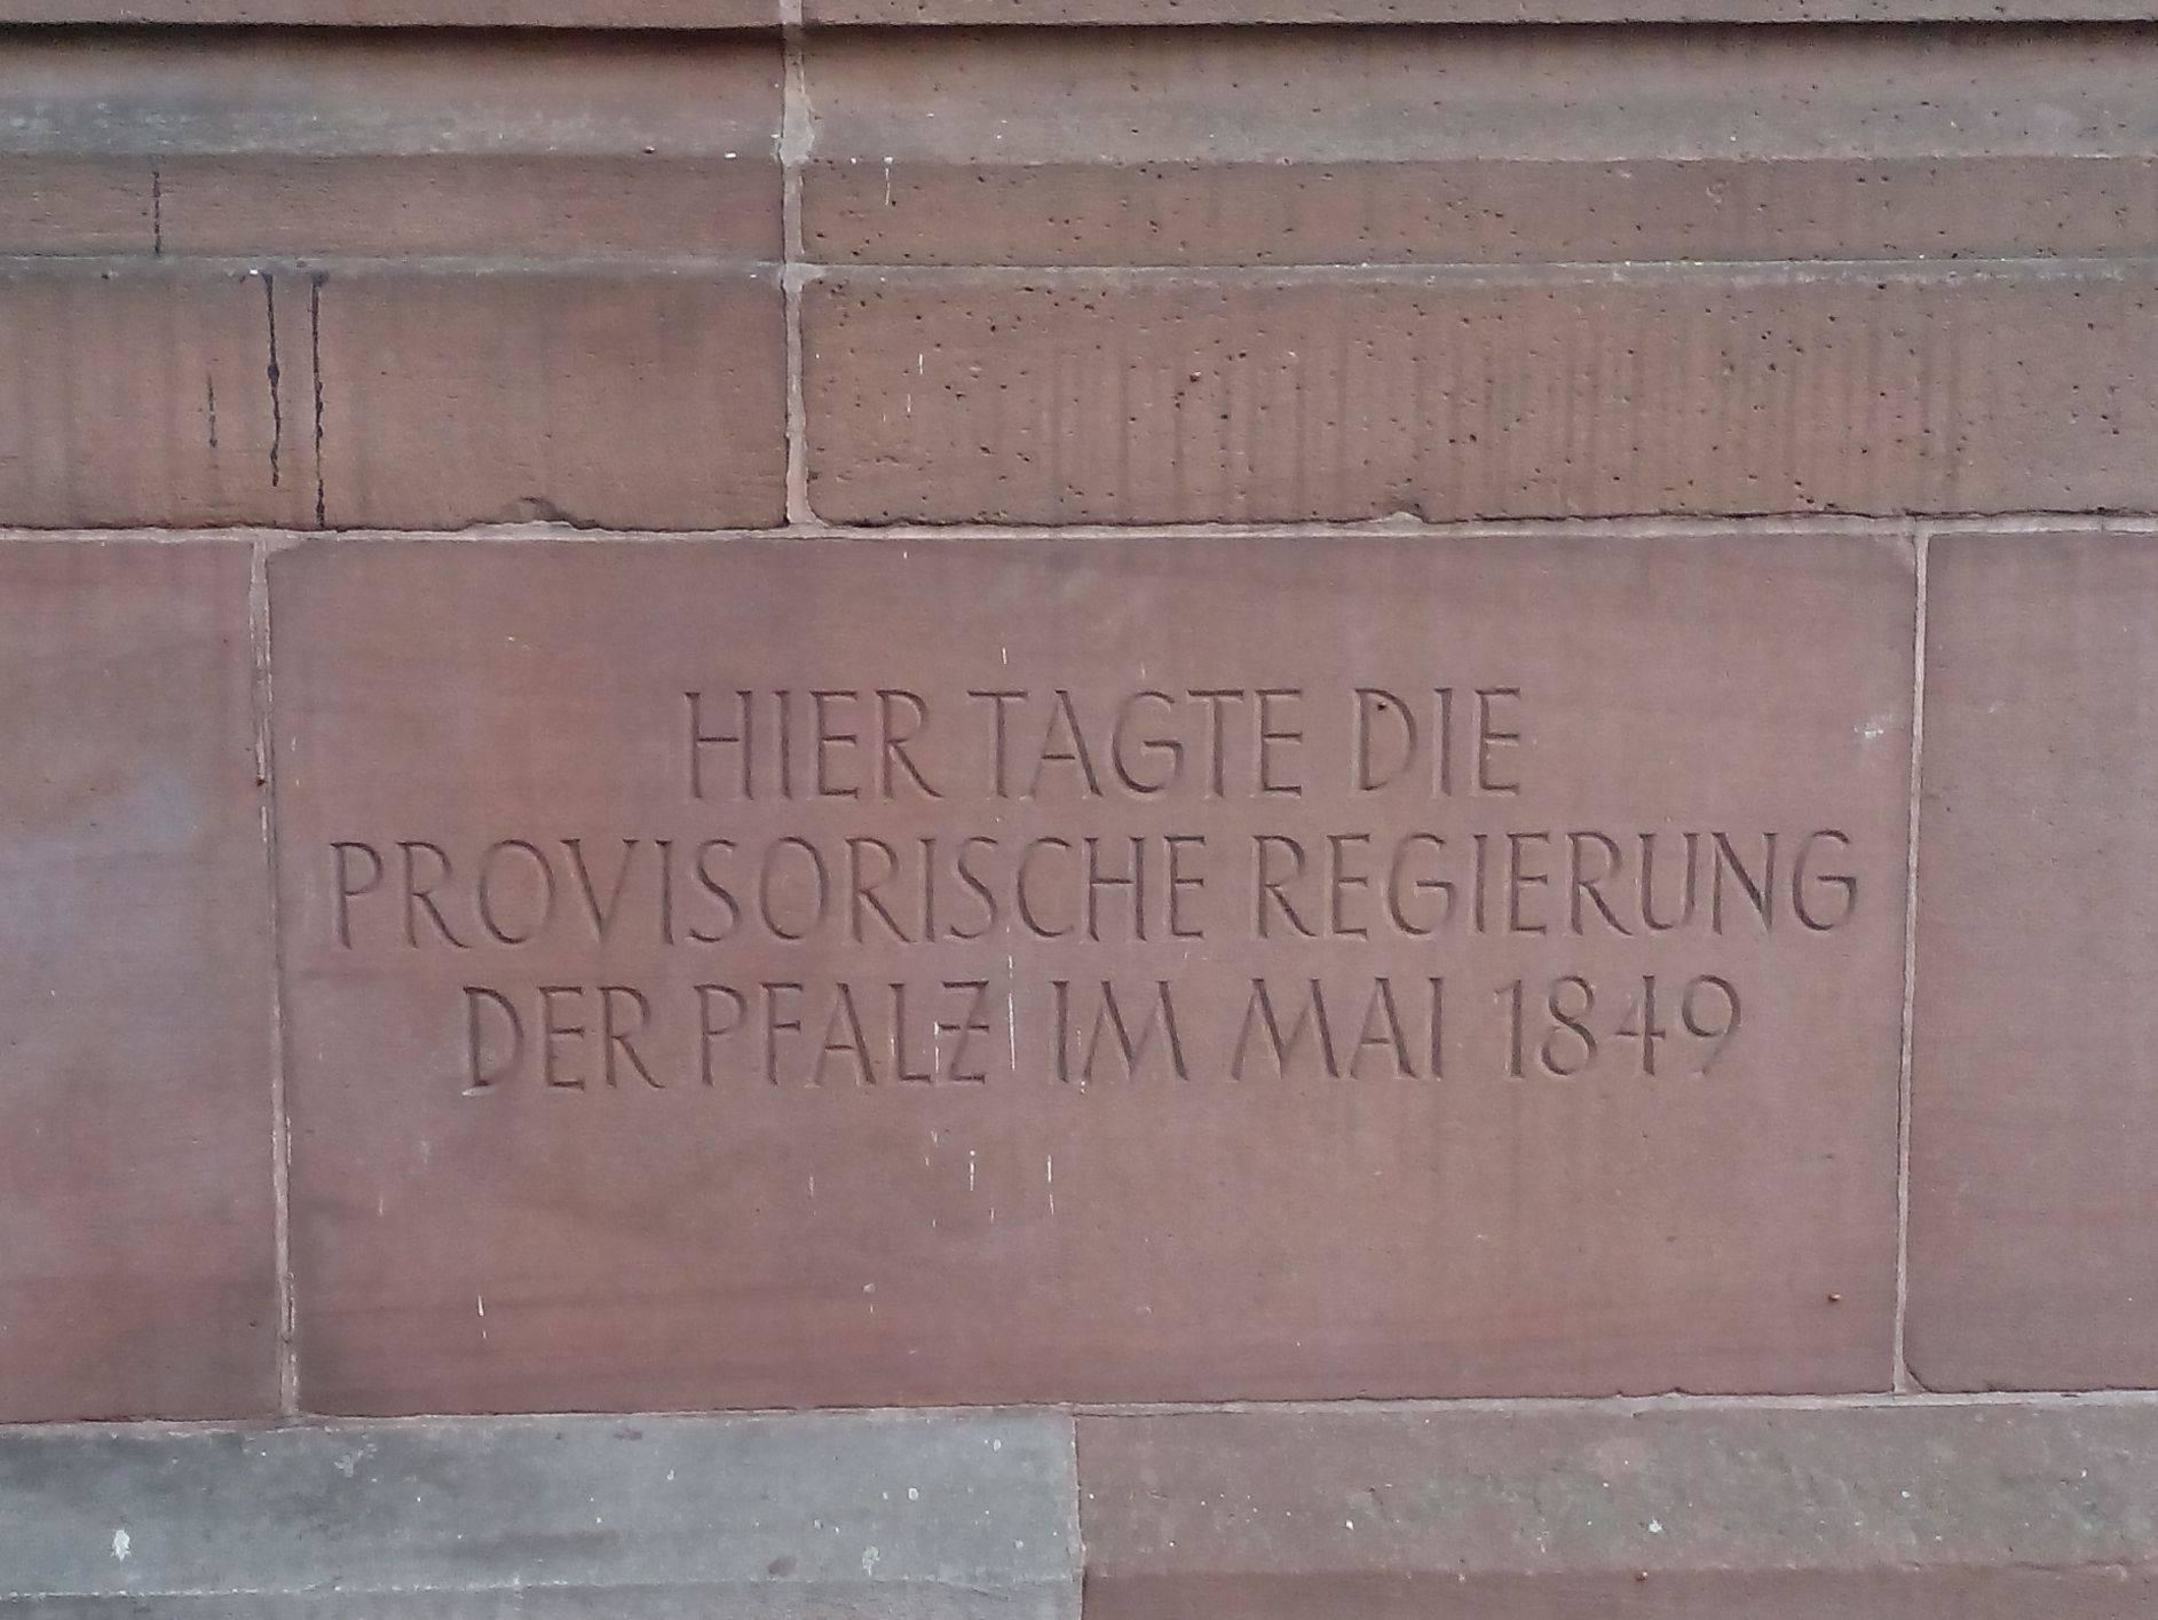 HIER TAGTE DIE
PROVISORISCHE REGIERUNG
DER PFALZ IM MAI 1849